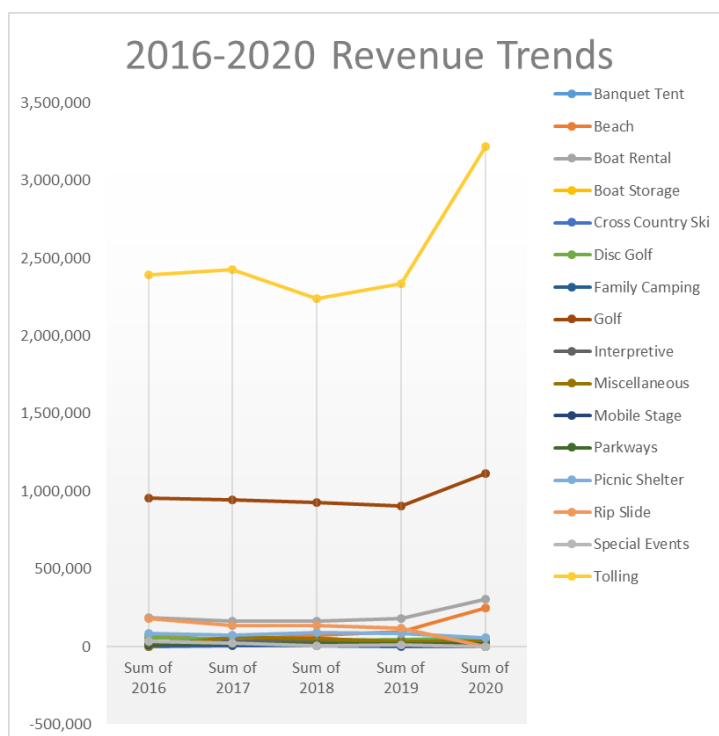 2016-2020 Revenue Trends
3,500,000
3,000,000
2,500,000
2,000,000
1,500,000
1,000,000
500,000
0
-500,000
Sum of
2016
Sum of
2017
Sum of
2018
Sum of
2019
Sum of
2020
Banquet Tent
Beach
Boat Rental
Boat Storage
Cross Country Ski
Disc Golf
Family Camping
Golf
Interpretive
Miscellaneous
Mobile Stage
Parkways
Picnic Shelter
Rip Slide
Special Events
Tolling